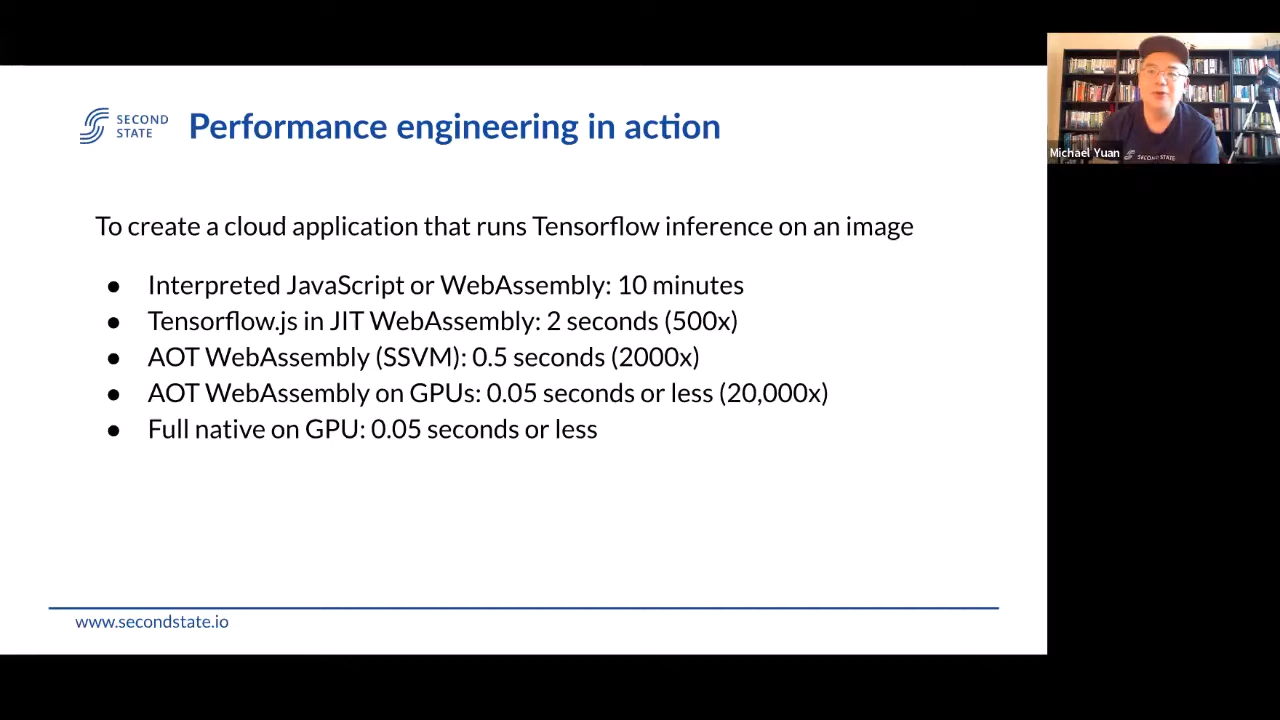 SECOND
STATE
Performance engineering in action
To create a cloud application that runs Tensorflow inference on an image
● Interpreted JavaScript or WebAssembly: 10 minutes
● Tensorflow.js in JIT WebAssembly: 2 seconds (500x)
● AOT WebAssembly (SSVM): 0.5 seconds (2000x)
● AOT WebAssembly on GPUs: 0.05 seconds or less (20,000x)
● Full native on GPU: 0.05 seconds or less
www.secondstate.io
Michael Yuan
SECOND STATE